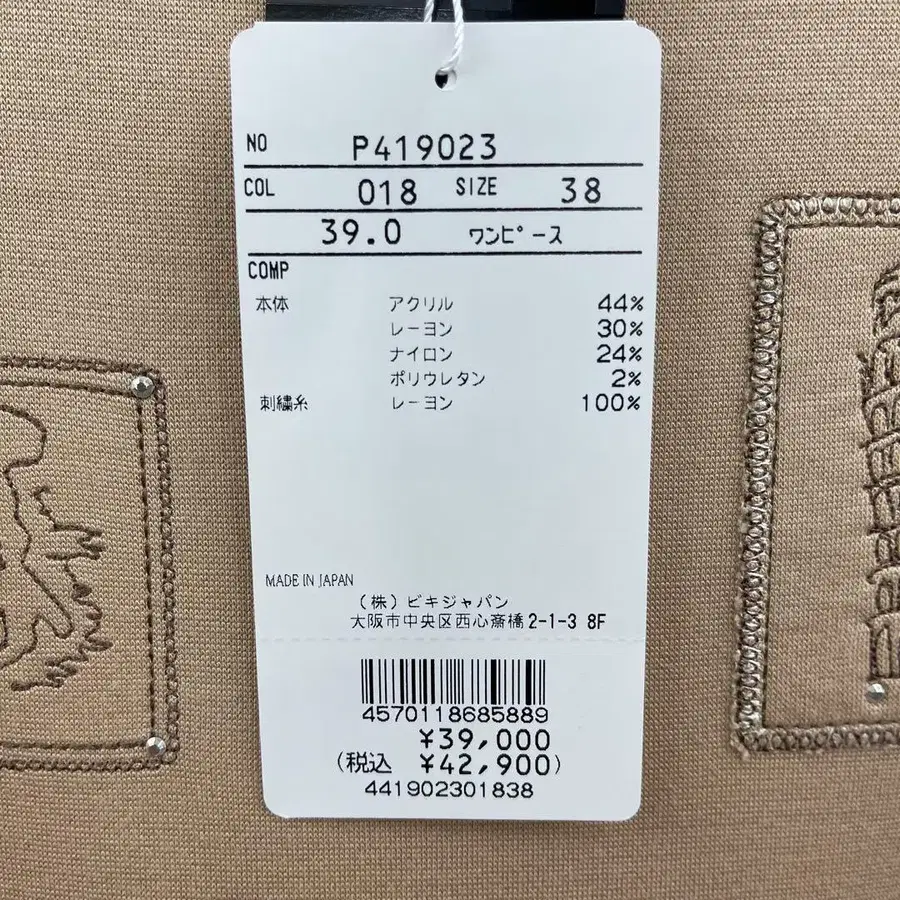 NO P419023
COL 018 SIZE 38
39.0 ワンピース
COMP
本体 アクリル 44%
レーヨン 30%
ナイロン 24%
ポリウレタン 2%
刺繍糸 レーヨン 100%
MADE IN JAPAN
(株)ビキジャパン
大阪市中央区西心斎橋2-1-3 8F
4570118685889
¥39,000
(税込 ¥42,900)
441902301838